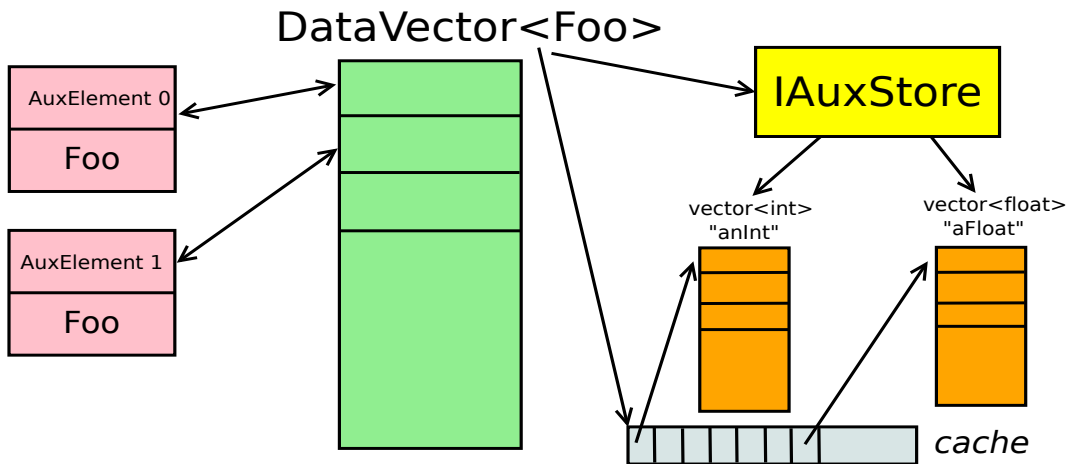 DataVector<Foo>
AuxElement 0
Foo
AuxElement 1
Foo
IAuxStore
vector<int>
"anInt"
vector<float>
"aFloat"
cache